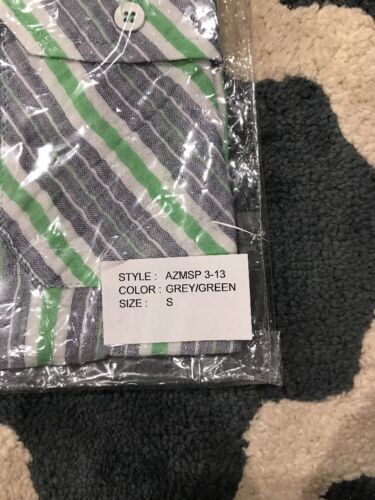 STYLE : AZMSP 3-13
COLOR : GREY/GREEN
SIZE : S